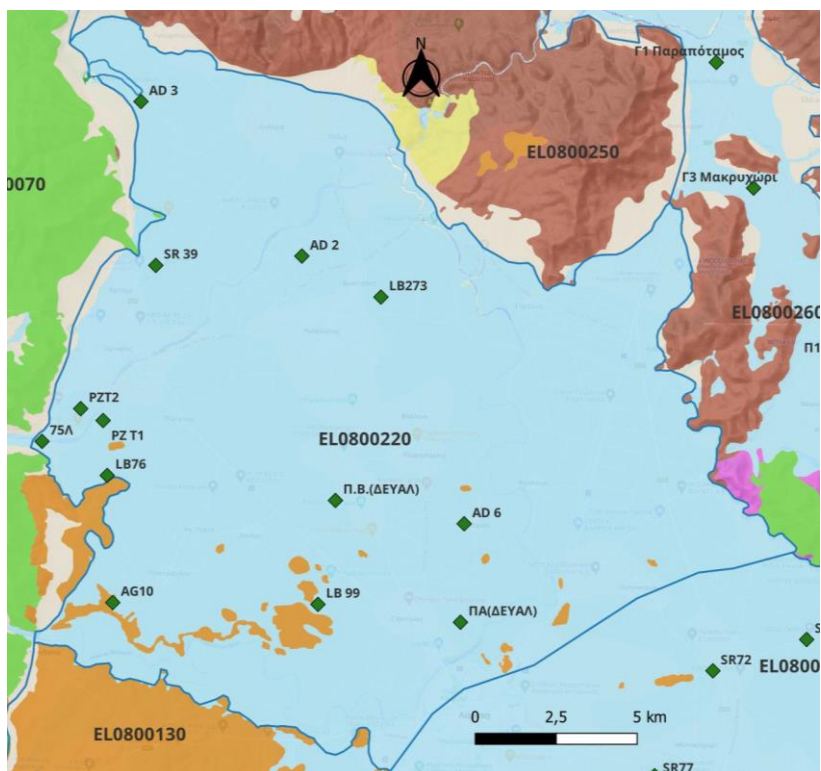 N
Γ1 Παραπόταμος
AD 3
EL0800250
0070
Γ3 Μακρυχώρι
SR 39
AD 2
LB273
EL0800260
Π1
PZT2
PZ T1
75Λ
EL0800220
LB76
Π.Β.(ΔΕΥΑΛ)
AD 6
AG10
LB 99
ΠΑ(ΔΕΥΑΛ)
S
SR72
EL0800
0 2,5 5 km
EL0800130
SR77